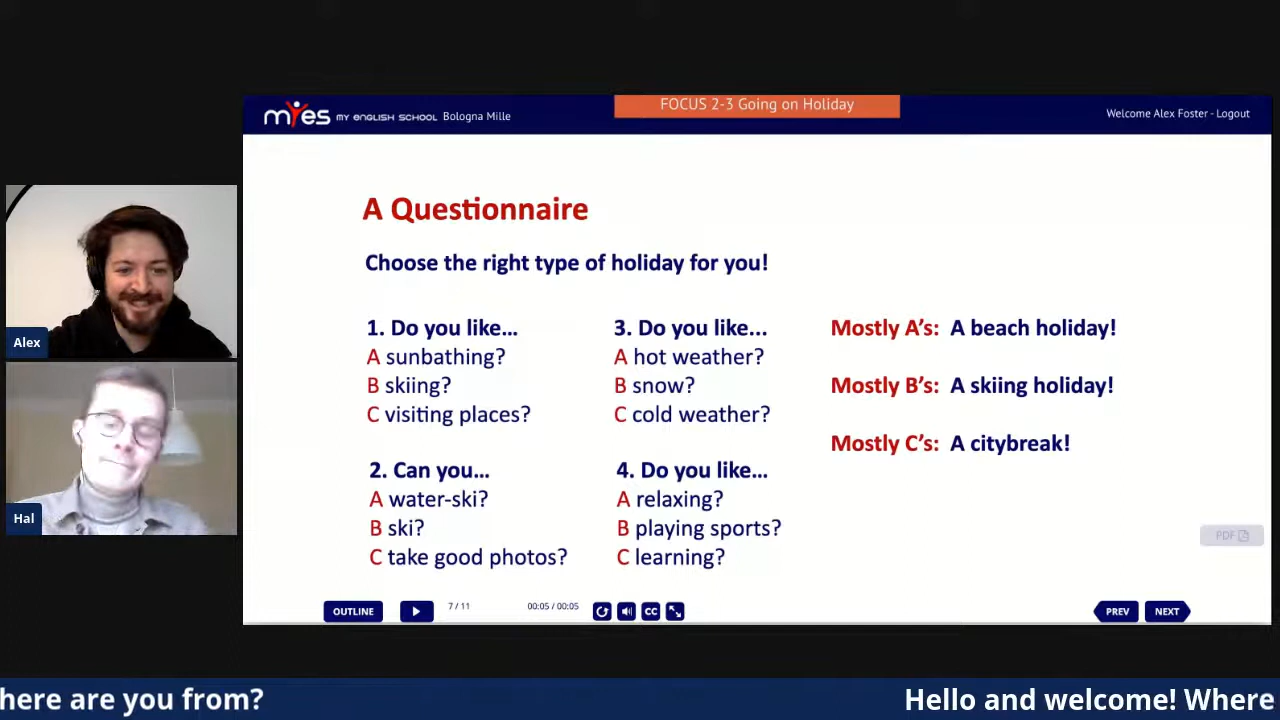 myes MY ENGLISH SCHOOL Bologna Mille
FOCUS 2-3 Going on Holiday
Welcome Alex Foster - Logout
A Questionnaire
Choose the right type of holiday for you!
1. Do you like...
A sunbathing?
B skiing?
C visiting places?
2. Can you...
A water-ski?
B ski?
C take good photos?
3. Do you like...
A hot weather?
B snow?
C cold weather?
4. Do you like...
A relaxing?
B playing sports?
C learning?
Mostly A's: A beach holiday!
Mostly B's: A skiing holiday!
Mostly C's: A citybreak!
Alex
Hal
PDF
OUTLINE
7 / 11
00:05 / 00:05
CC
PREV
NEXT
here are you from?
Hello and welcome! Where